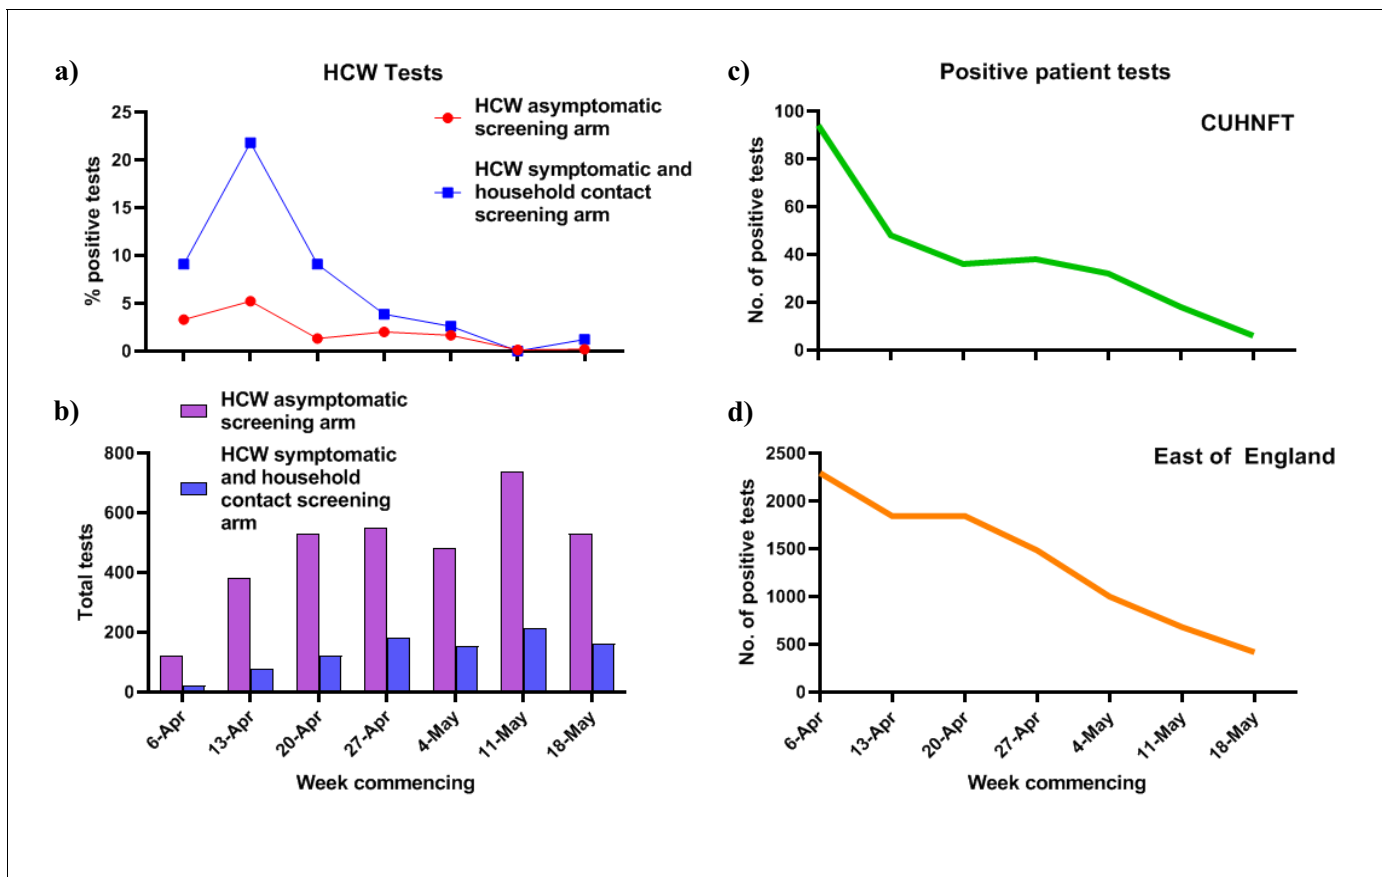 a)
HCW Tests
HCW asymptomatic
screening arm
HCW symptomatic and
household contact
screening arm
% positive tests
25
20
15
10
5
0
b)
HCW asymptomatic
screening arm
HCW symptomatic
and household
contact screening
arm
Total tests
800
600
400
200
0
6-Apr
13-Apr
20-Apr
27-Apr
4-May
11-May
18-May
Week commencing
c)
Positive patient tests
CUHNFT
No. of positive tests
100
80
60
40
20
0
d)
East of England
No. of positive tests
2500
2000
1500
1000
500
0
6-Apr
13-Apr
20-Apr
27-Apr
4-May
11-May
18-May
Week commencing